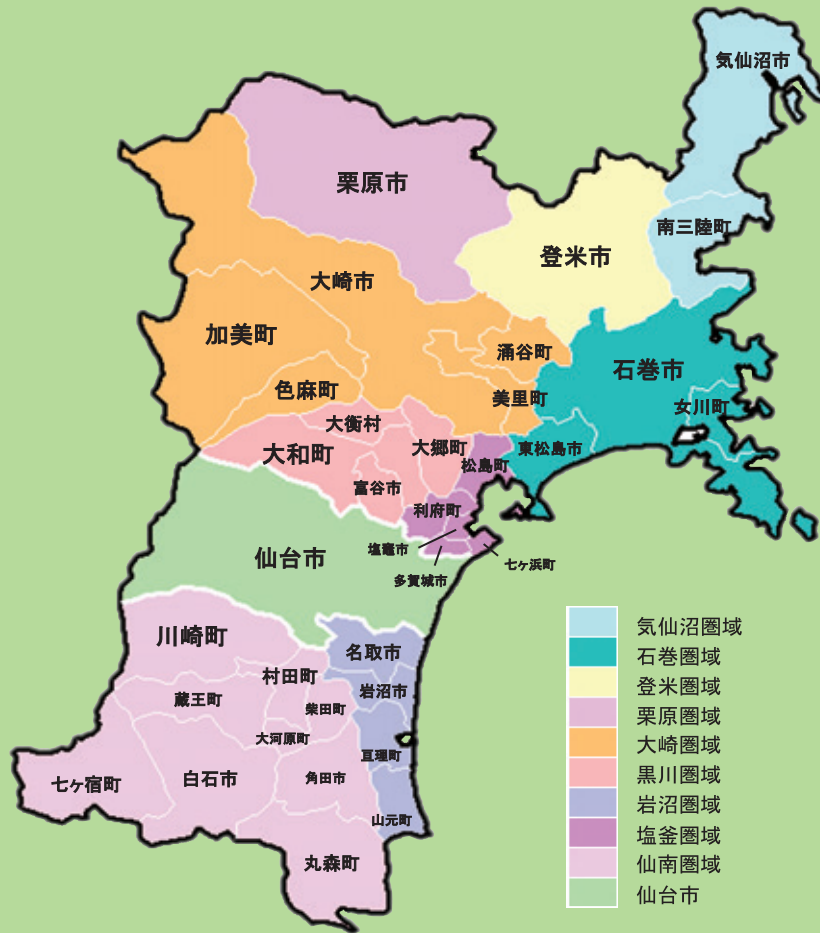 気仙沼市
栗原市
南三陸町
登米市
大崎市
加美町
涌谷町
石巻市
色麻町
美里町
女川町
大衡村
大和町
大郷町
東松島市
松島町
富谷市
利府町
塩竈市
仙台市
七ヶ浜町
多賀城市
川崎町
名取市
村田町
岩沼市
蔵王町
柴田町
大河原町
亘理町
七ヶ宿町
白石市
角田市
山元町
丸森町
気仙沼圏域
石巻圏域
登米圏域
栗原圏域
大崎圏域
黒川圏域
岩沼圏域
塩釜圏域
仙南圏域
仙台市